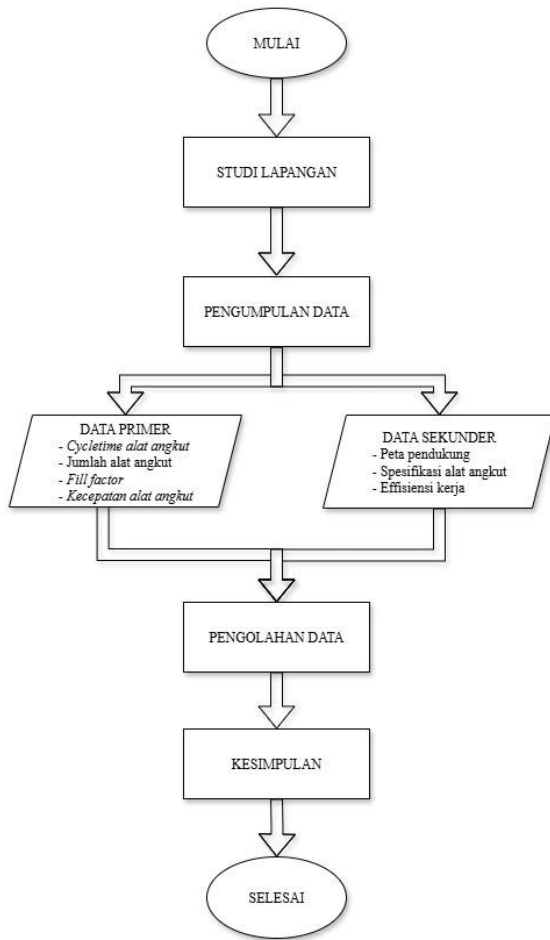 MULAI
STUDI LAPANGAN
PENGUMPULAN DATA
DATA PRIMER
- Cycletime alat angkut
- Jumlah alat angkut
- Fill factor
- Kecepatan alat angkut
DATA SEKUNDER
- Peta pendukung
- Spesifikasi alat angkut
- Effisiensi kerja
PENGOLAHAN DATA
KESIMPULAN
SELESAI